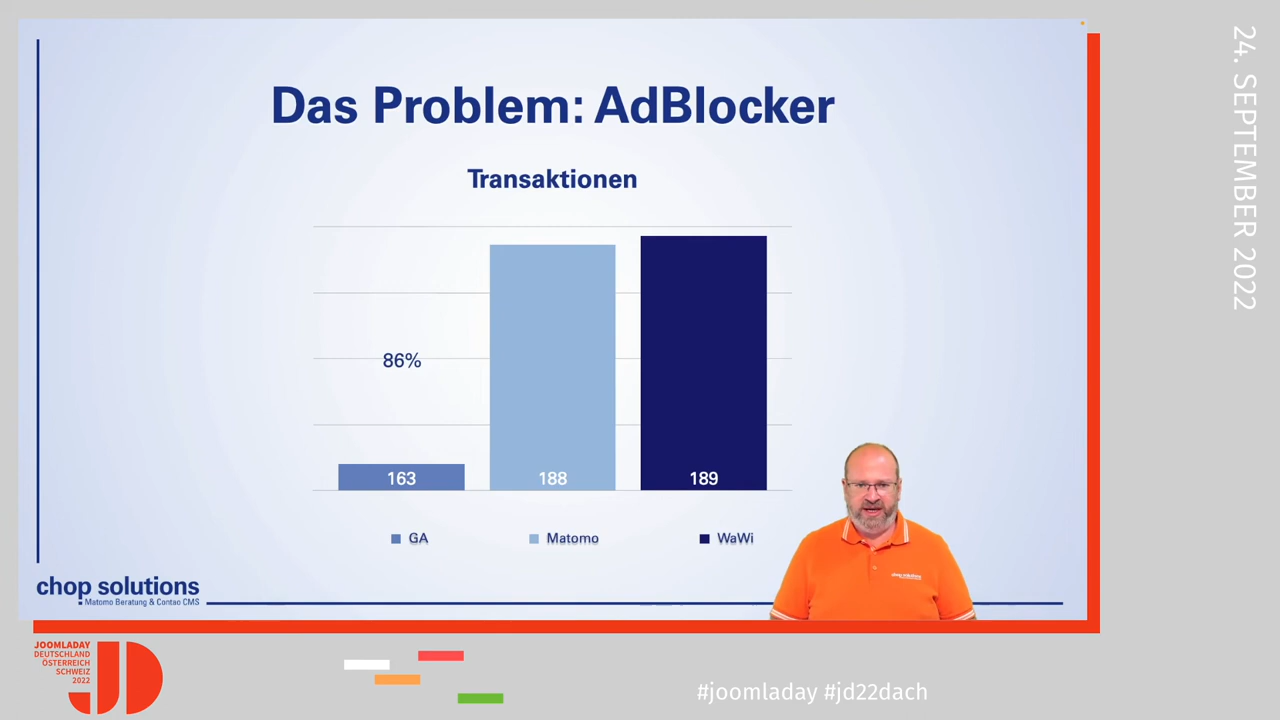 Das Problem: AdBlocker
Transaktionen
86%
163
188
189
GA
Matomo
WaWi
chop solutions
Matomo Beratung & Contao CMS
24. SEPTEMBER 2022
JOOMLADAY
DEUTSCHLAND
ÖSTERREICH
SCHWEIZ
2022
JD
#joomladay #jd22dach